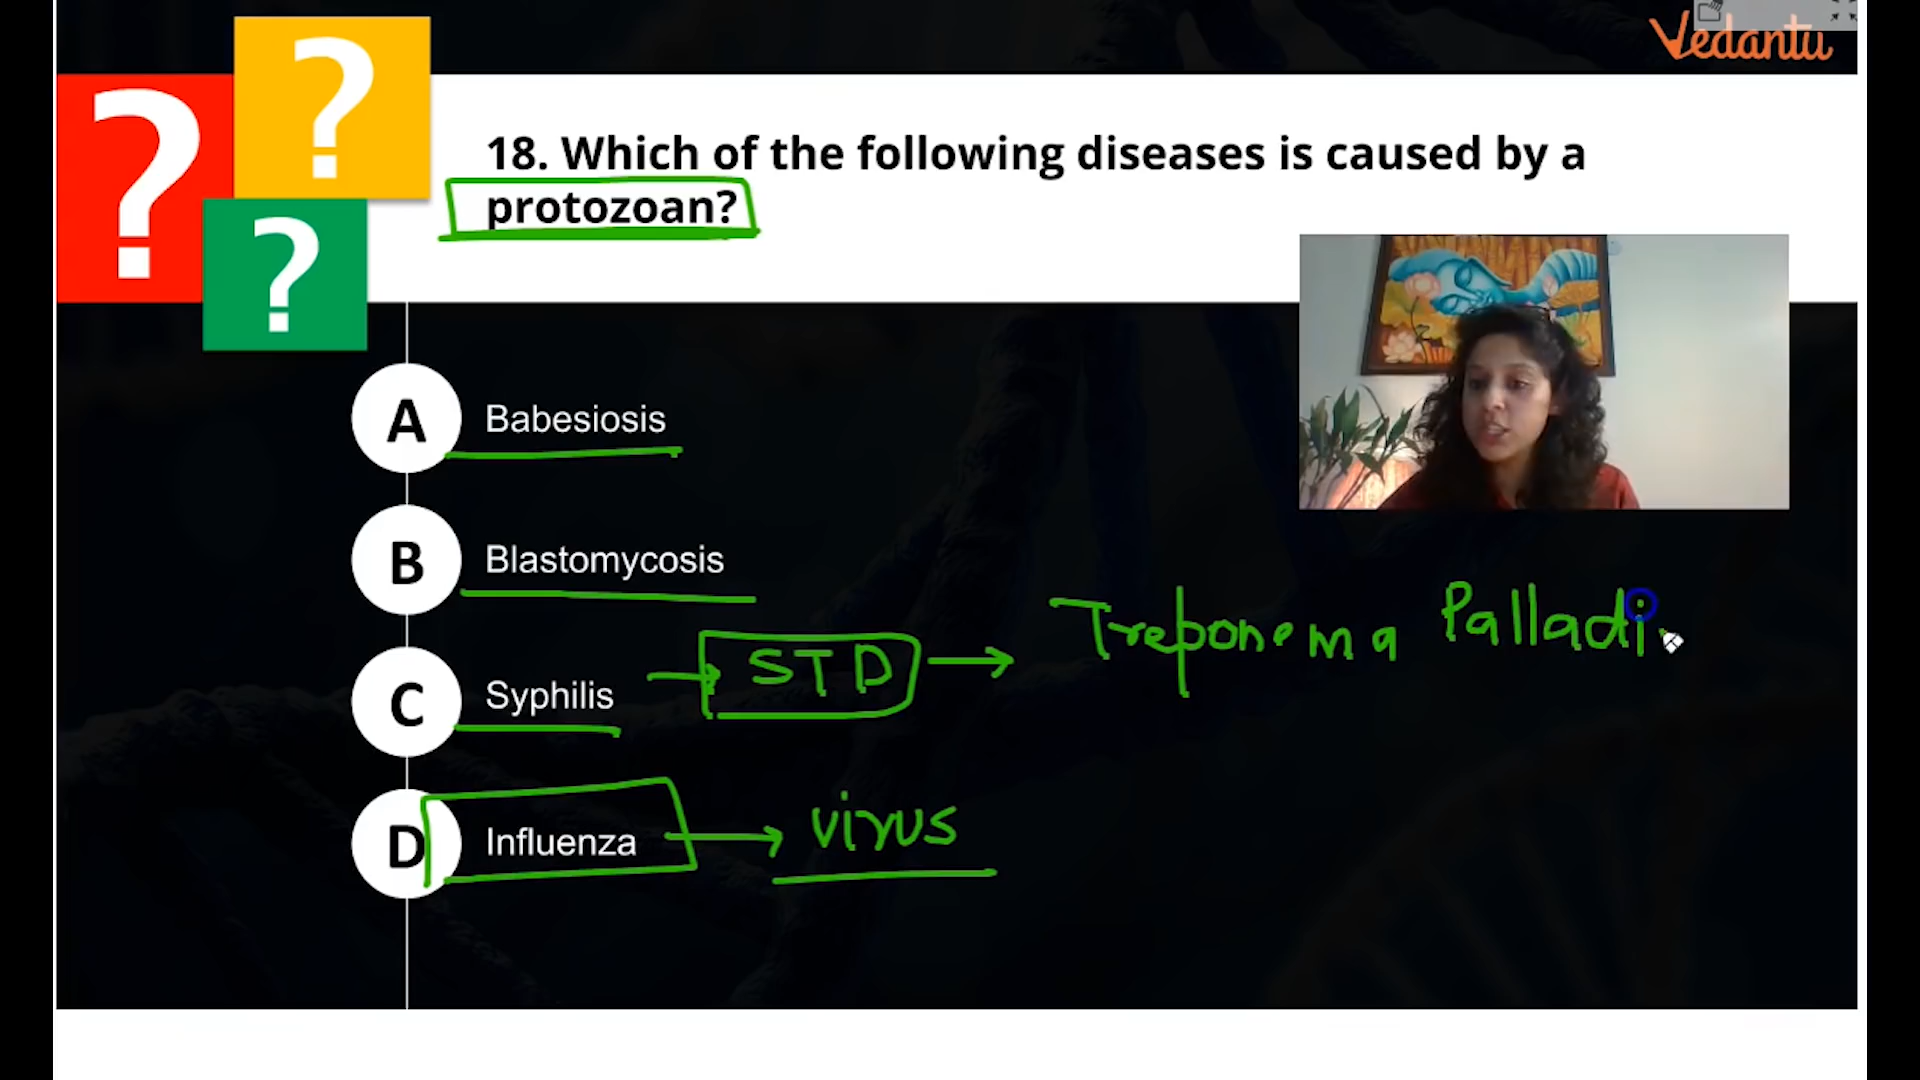 Vedantu
? ? ?
18. Which of the following diseases is caused by a
protozoan?
A Babesiosis
B Blastomycosis
Treponema Palladi
C Syphilis → STD →
D Influenza → virus